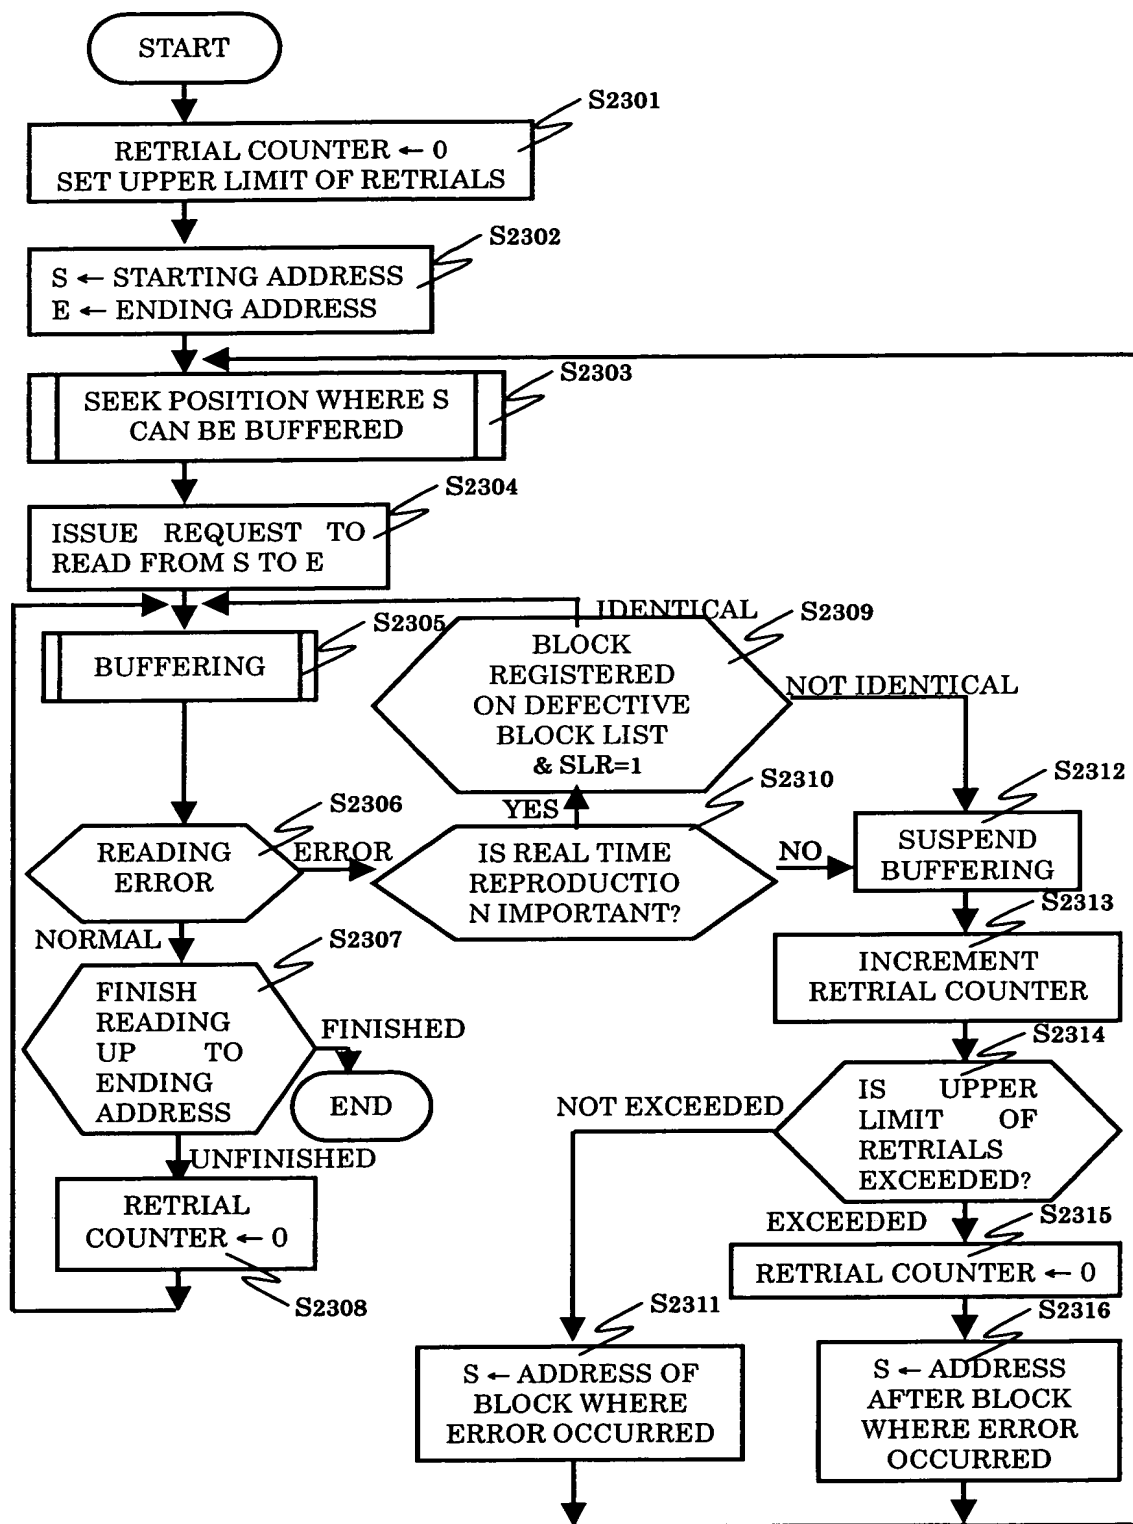 START
S2301
RETRIAL COUNTER ← 0
SET UPPER LIMIT OF RETRIALS
S2302
S ← STARTING ADDRESS
E ← ENDING ADDRESS
S2303
SEEK POSITION WHERE S
CAN BE BUFFERED
S2304
ISSUE REQUEST TO
READ FROM S TO E
S2305
BUFFERING
IDENTICAL
S2309
BLOCK
REGISTERED
ON DEFECTIVE
BLOCK LIST
& SLR=1
NOT IDENTICAL
S2306
READING
ERROR
ERROR
YES
S2310
IS REAL TIME
REPRODUCTIO
N IMPORTANT?
NO
S2312
SUSPEND
BUFFERING
S2313
INCREMENT
RETRIAL COUNTER
NORMAL
S2307
FINISH
READING
UP TO
ENDING
ADDRESS
FINISHED
END
S2314
IS UPPER
LIMIT OF
RETRIALS
EXCEEDED?
NOT EXCEEDED
UNFINISHED
RETRIAL
COUNTER ← 0
S2308
EXCEEDED
S2315
RETRIAL COUNTER ← 0
S2311
S ← ADDRESS OF
BLOCK WHERE
ERROR OCCURRED
S2316
S ← ADDRESS
AFTER BLOCK
WHERE ERROR
OCCURRED